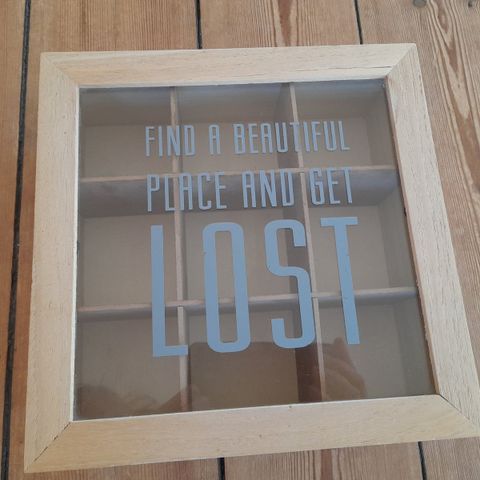 FIND A BEAUTIFUL
PLACE AND GET
LOST